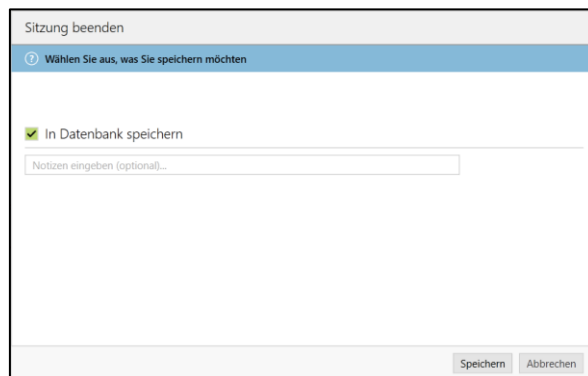 Sitzung beenden
Wählen Sie aus, was Sie speichern möchten
In Datenbank speichern
Notizen eingeben (optional)...
Speichern Abbrechen